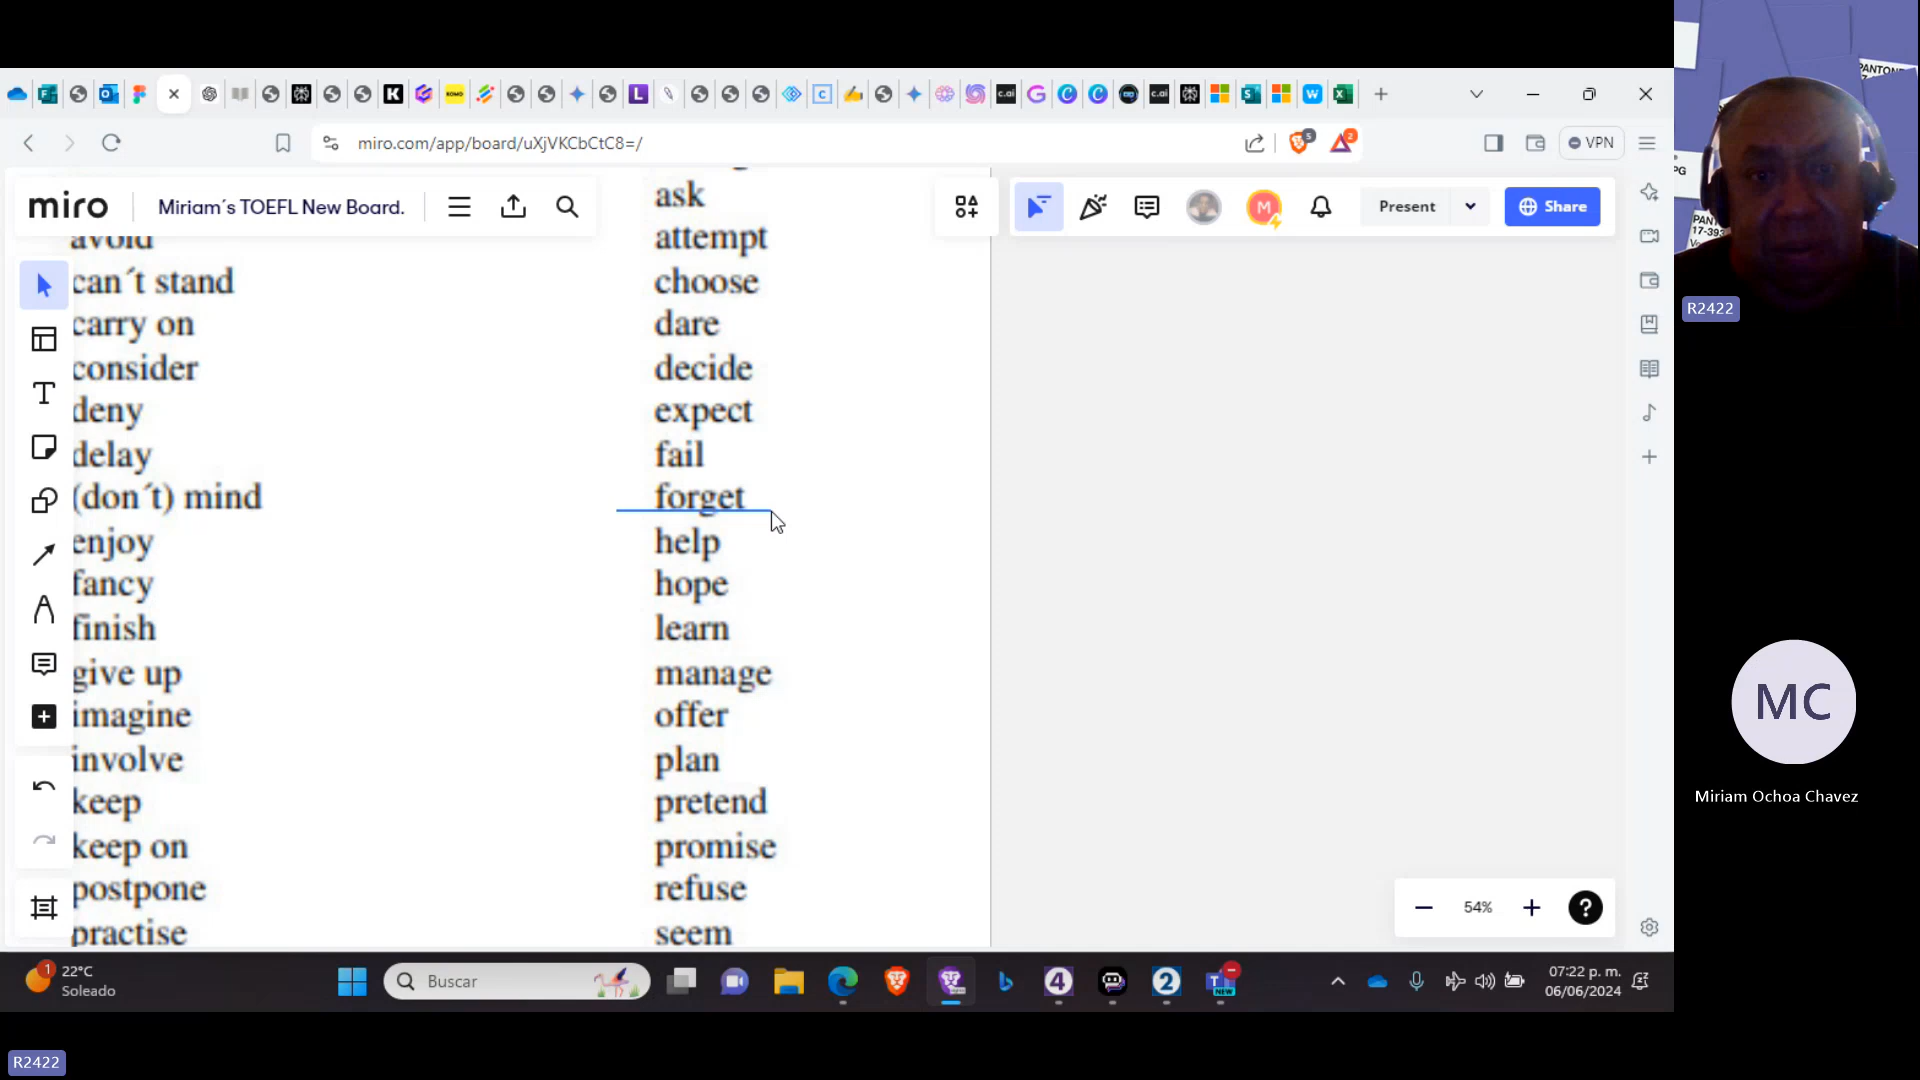 miro.com/app/board/uXjVKCbCtC8=/
VPN
miro
Miriam´s TOEFL New Board.
Present
Share
avoid
can´t stand
carry on
consider
deny
delay
(don´t) mind
enjoy
fancy
finish
give up
imagine
involve
keep
keep on
postpone
practise
ask
attempt
choose
dare
decide
expect
fail
forget
help
hope
learn
manage
offer
plan
pretend
promise
refuse
seem
54%
22°C
Soleado
Buscar
07:22 p. m.
06/06/2024
R2422
MC
Miriam Ochoa Chavez
R2422